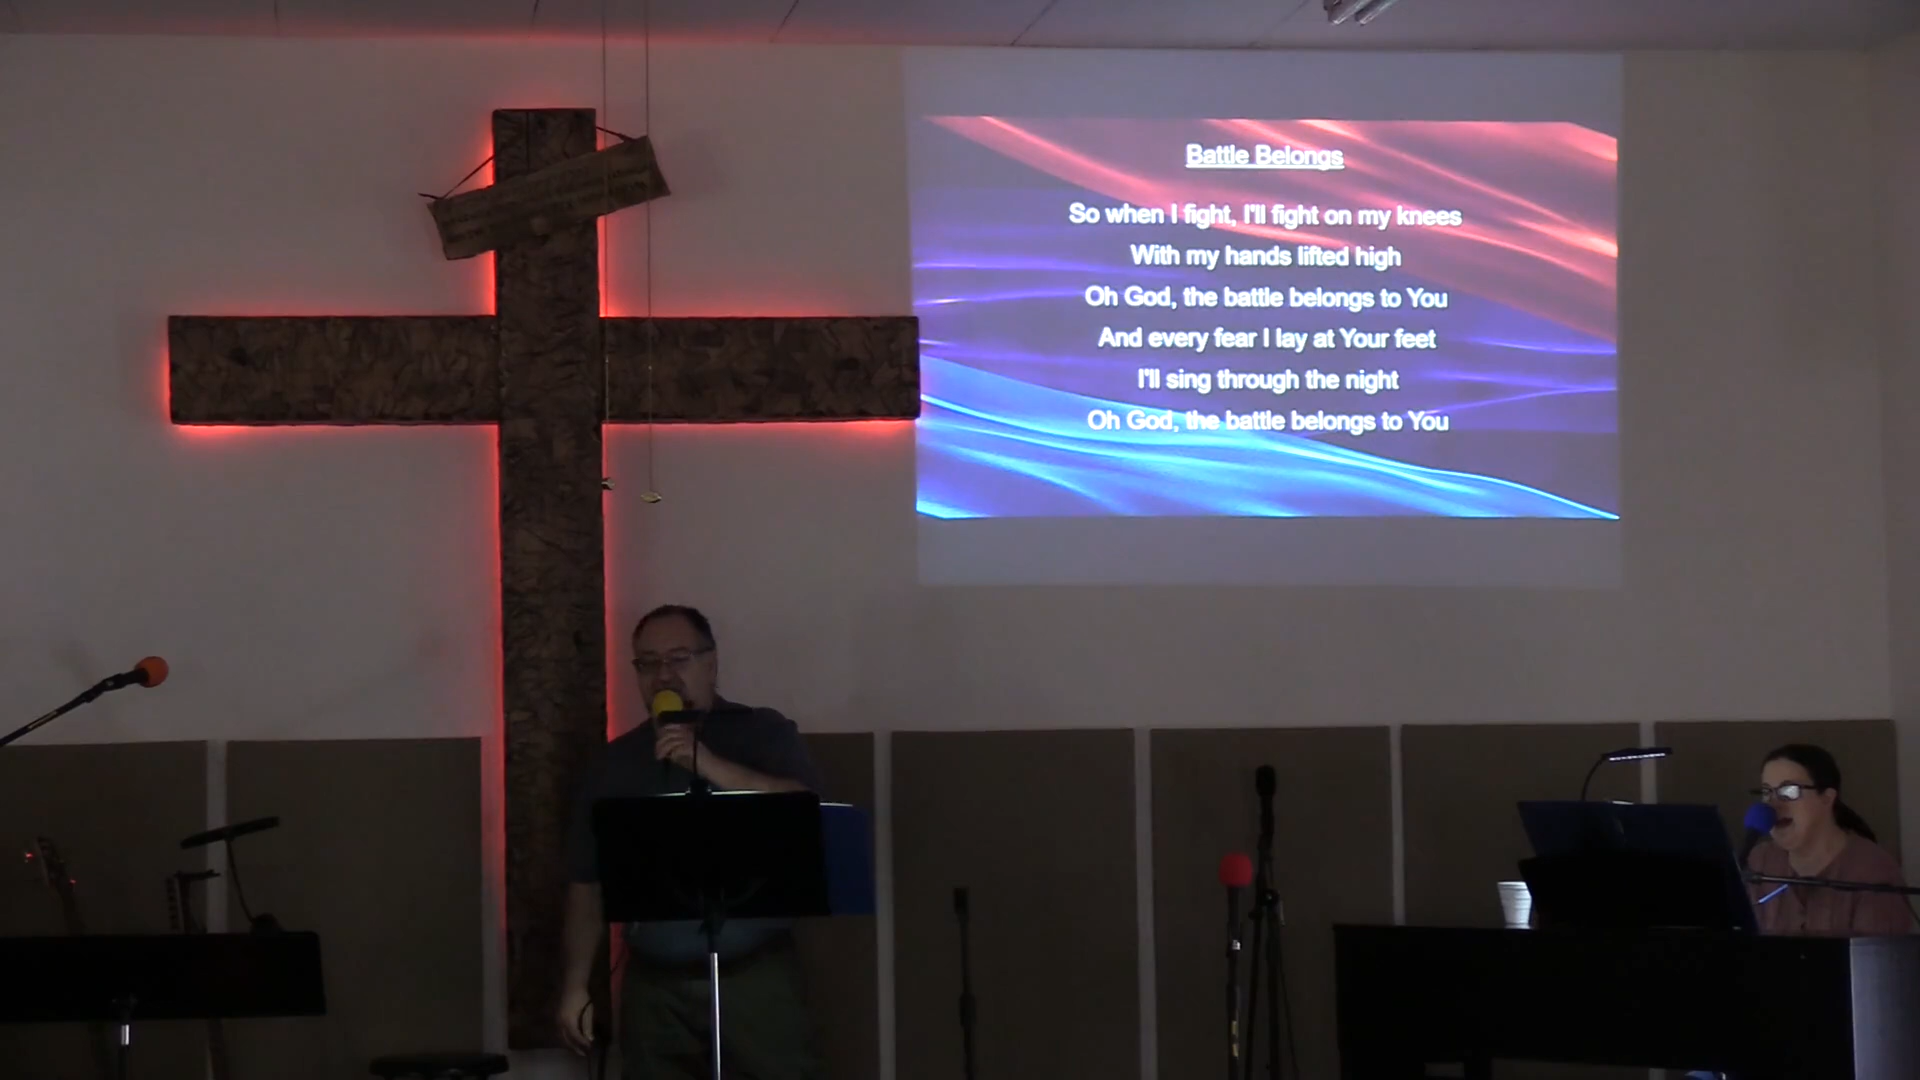 Battle Belongs
So when I fight, I'll fight on my knees
With my hands lifted high
Oh God, the battle belongs to You
And every fear I lay at Your feet
I'll sing through the night
Oh God, the battle belongs to You